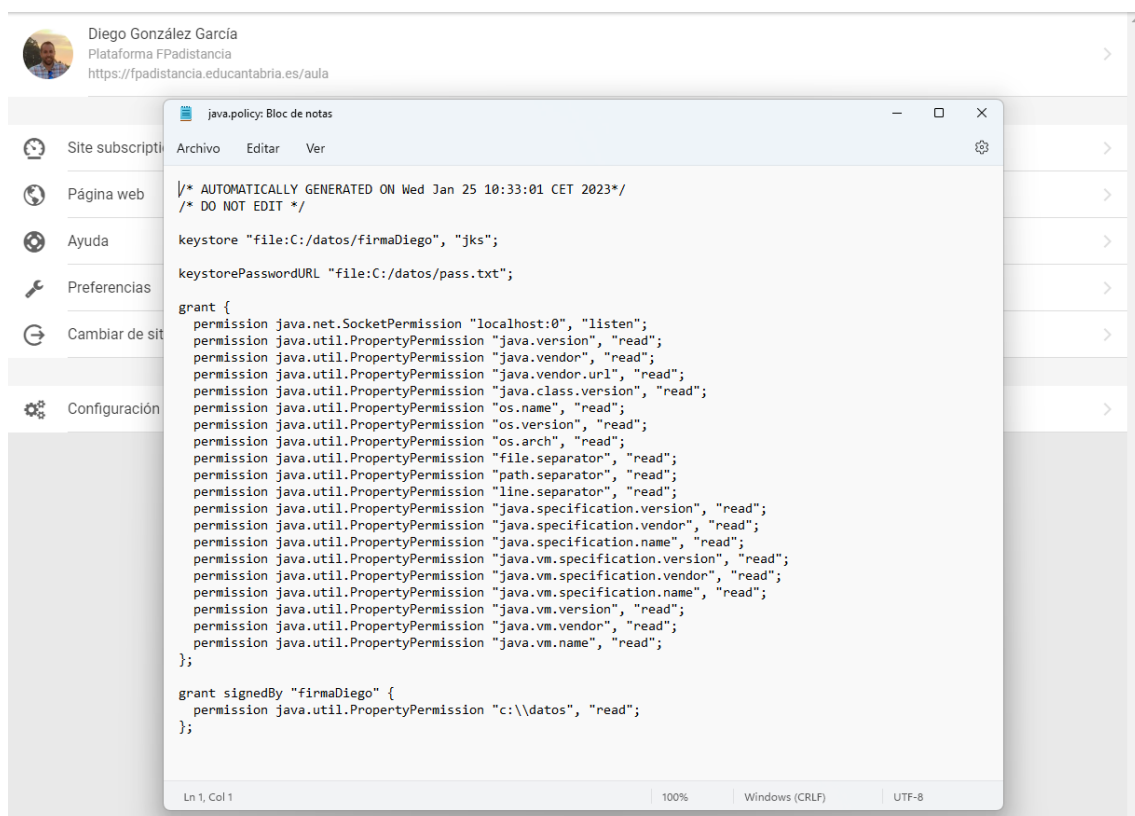 Diego González García
Plataforma FPadistancia
https://fpadistancia.educantabria.es/aula
java.policy: Bloc de notas
Archivo Editar Ver
Site subscripti
Página web
Ayuda
Preferencias
Cambiar de sit
Configuración
/* AUTOMATICALLY GENERATED ON Wed Jan 25 10:33:01 CET 2023*/
/* DO NOT EDIT */
keystore "file:C:/datos/firmaDiego", "jks";
keystorePasswordURL "file:C:/datos/pass.txt";
grant {
permission java.net.SocketPermission "localhost:0", "listen";
permission java.util.PropertyPermission "java.version", "read";
permission java.util.PropertyPermission "java.vendor", "read";
permission java.util.PropertyPermission "java.vendor.url", "read";
permission java.util.PropertyPermission "java.class.version", "read";
permission java.util.PropertyPermission "os.name", "read";
permission java.util.PropertyPermission "os.version", "read";
permission java.util.PropertyPermission "os.arch", "read";
permission java.util.PropertyPermission "file.separator", "read";
permission java.util.PropertyPermission "path.separator", "read";
permission java.util.PropertyPermission "line.separator", "read";
permission java.util.PropertyPermission "java.specification.version", "read";
permission java.util.PropertyPermission "java.specification.vendor", "read";
permission java.util.PropertyPermission "java.specification.name", "read";
permission java.util.PropertyPermission "java.vm.specification.version", "read";
permission java.util.PropertyPermission "java.vm.specification.vendor", "read";
permission java.util.PropertyPermission "java.vm.specification.name", "read";
permission java.util.PropertyPermission "java.vm.version", "read";
permission java.util.PropertyPermission "java.vm.vendor", "read";
permission java.util.PropertyPermission "java.vm.name", "read";
};
grant signedBy "firmaDiego" {
permission java.util.PropertyPermission "c:\\datos", "read";
};
Ln 1, Col 1 100% Windows (CRLF) UTF-8